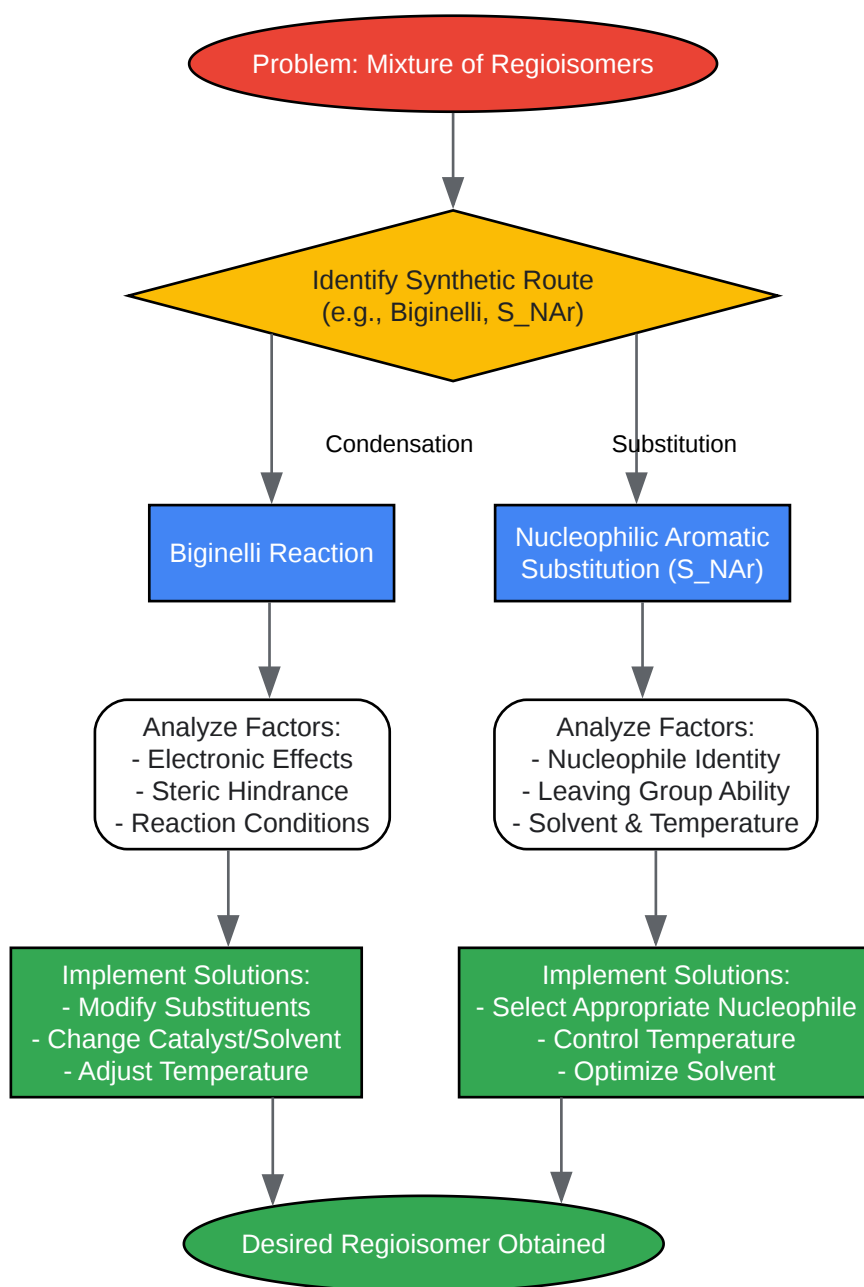 Problem: Mixture of Regioisomers
Identify Synthetic Route
(e.g., Biginelli, S_NAr)
Condensation
Substitution
Biginelli Reaction
Nucleophilic Aromatic
Substitution (S_NAr)
Analyze Factors:
- Electronic Effects
- Steric Hindrance
- Reaction Conditions
Analyze Factors:
- Nucleophile Identity
- Leaving Group Ability
- Solvent & Temperature
Implement Solutions:
- Modify Substituents
- Change Catalyst/Solvent
- Adjust Temperature
Implement Solutions:
- Select Appropriate Nucleophile
- Control Temperature
- Optimize Solvent
Desired Regioisomer Obtained